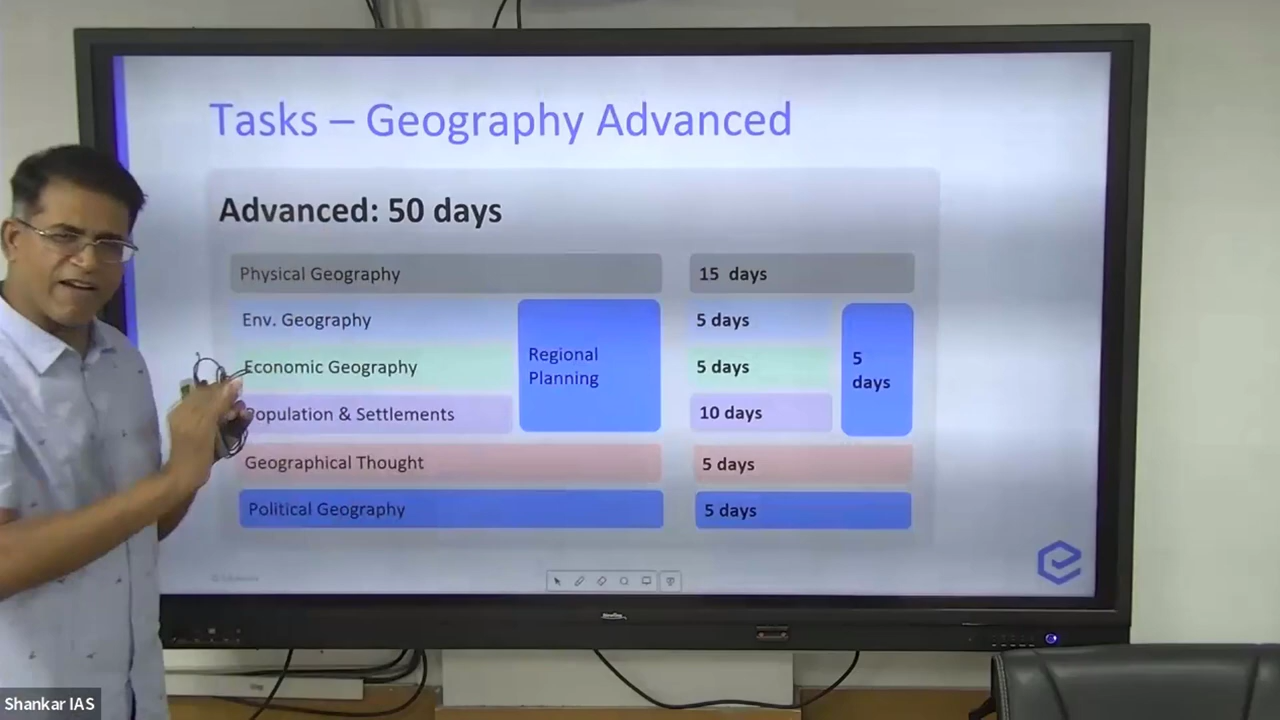 Tasks – Geography Advanced
Advanced: 50 days
Physical Geography 15 days
Env. Geography 5 days
Economic Geography 5 days
Population & Settlements 10 days
Regional
Planning
5
days
Geographical Thought 5 days
Political Geography 5 days
Shankar IAS